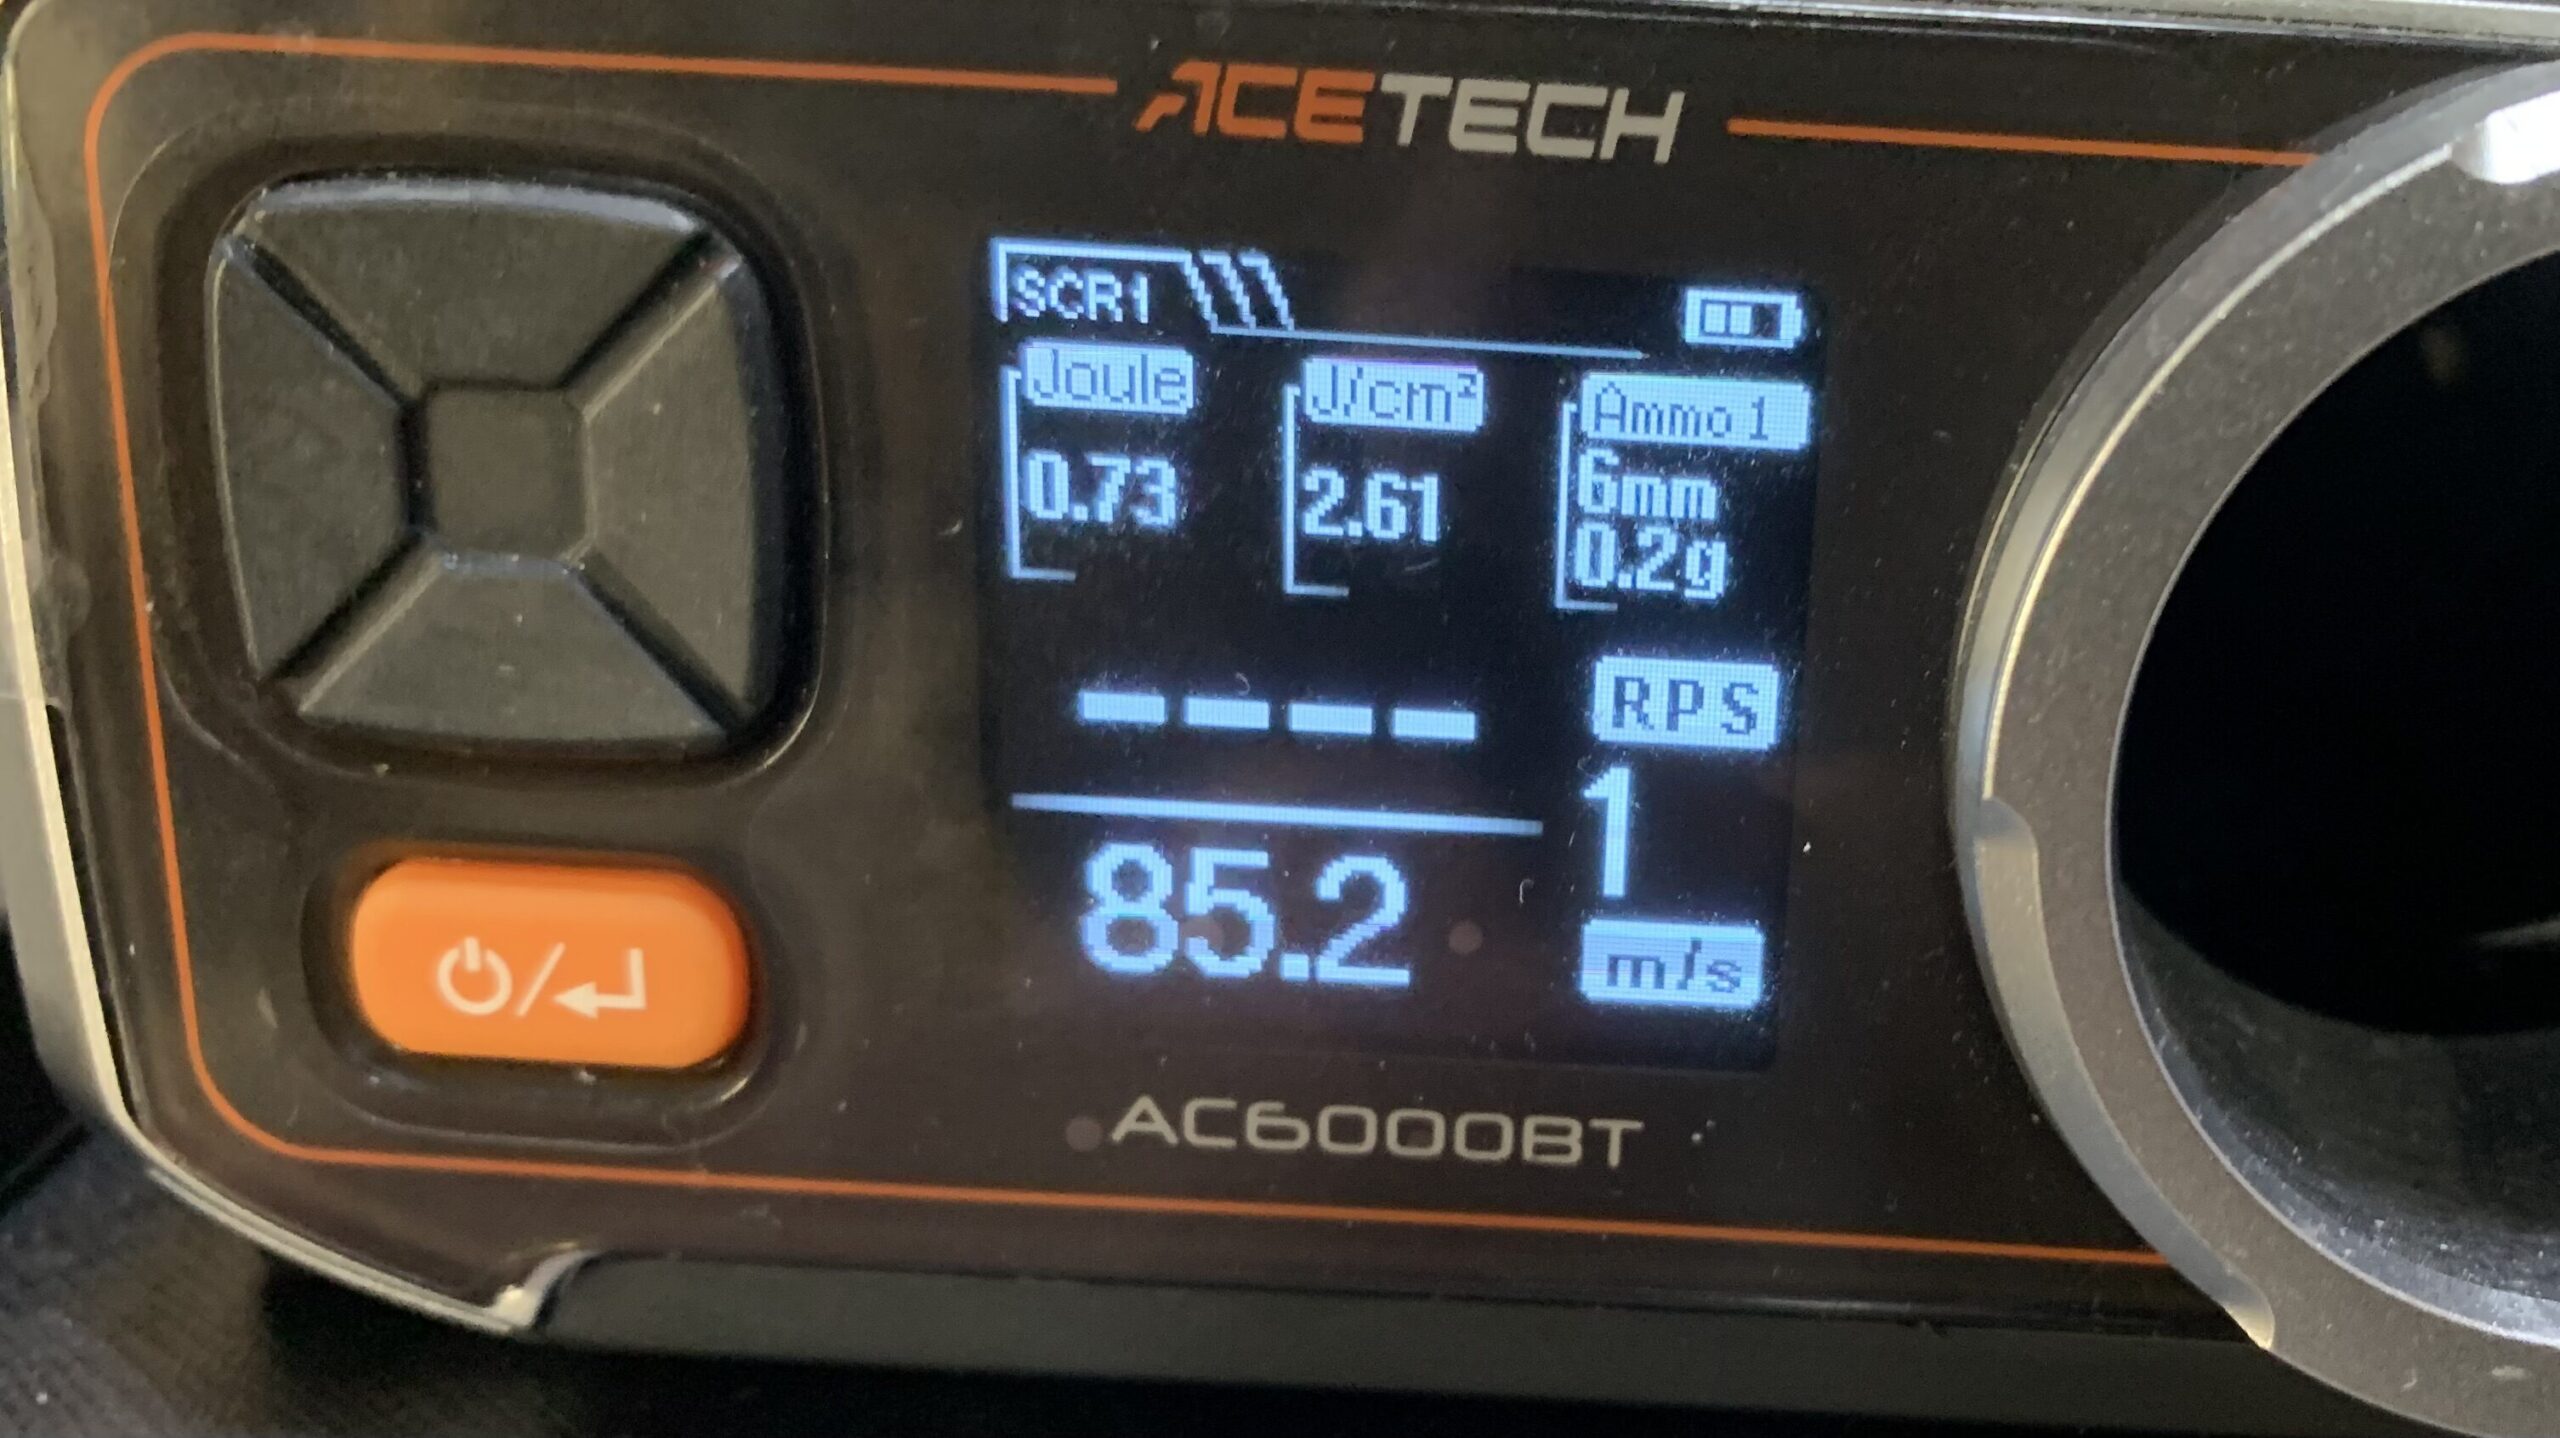 ACETECH
SCR1
Joule
0.73
J/cm²
2.61
Ammo 1
6mm
0.2g
----
RPS
1
85.2
m/s
AC6000BT